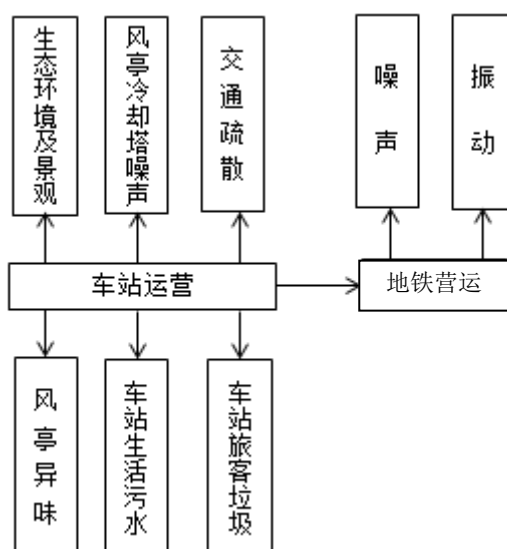 生态环境及景观
风亭冷却塔噪声
交通疏散
噪声
振动
车站运营
地铁营运
风亭异味
车站生活污水
车站旅客垃圾